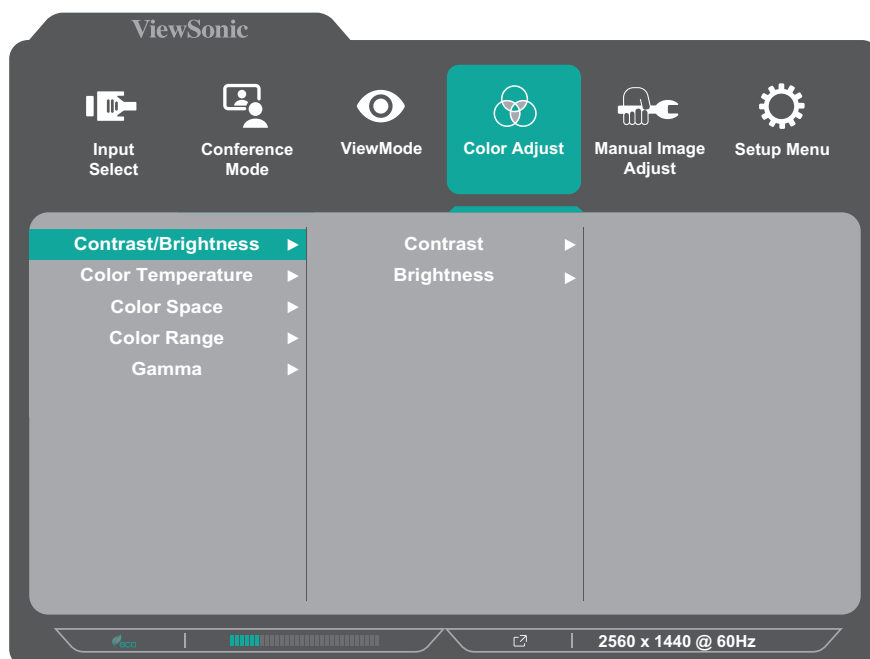 ViewSonic
Input
Select
Conference
Mode
ViewMode
Color Adjust
Manual Image
Adjust
Setup Menu
Contrast/Brightness
Color Temperature
Color Space
Color Range
Gamma
Contrast
Brightness
eco
2560 x 1440 @ 60Hz